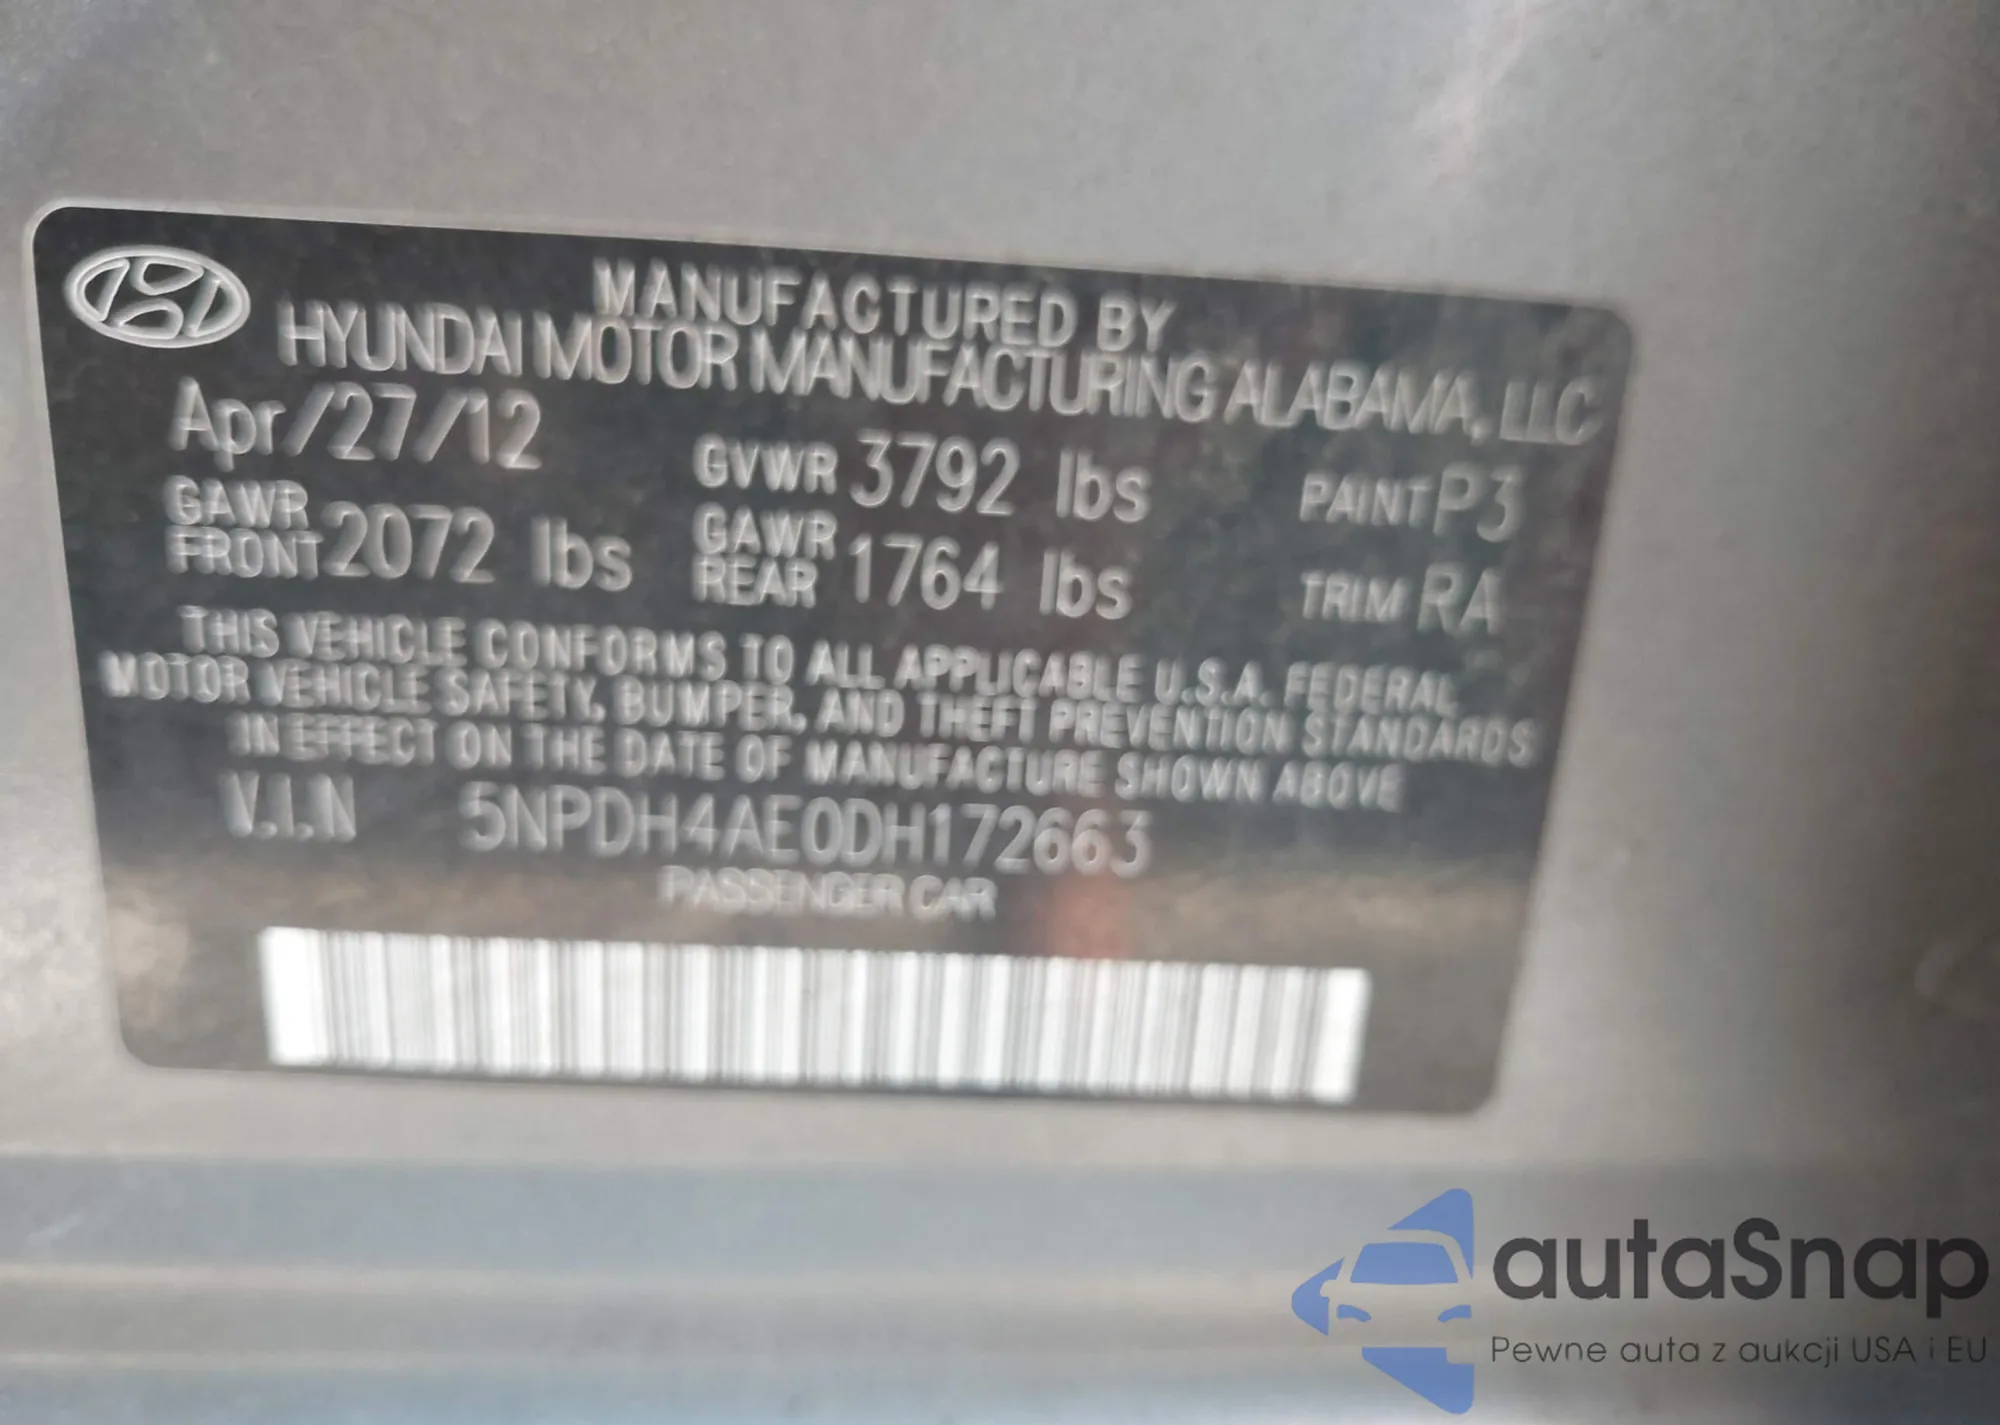 MANUFACTURED BY
HYUNDAI MOTOR MANUFACTURING ALABAMA, LLC
Apr/27/12 GVWR 3792 lbs PAINT P3
GAWR FRONT 2072 lbs GAWR REAR 1764 lbs TRIM RA
THIS VEHICLE CONFORMS TO ALL APPLICABLE U.S.A. FEDERAL
MOTOR VEHICLE SAFETY, BUMPER, AND THEFT PREVENTION STANDARDS
IN EFFECT ON THE DATE OF MANUFACTURE SHOWN ABOVE
V.I.N 5NPDH4AE0DH172663
PASSENGER CAR
autaSnap
Pewne auta z aukcji USA i EU